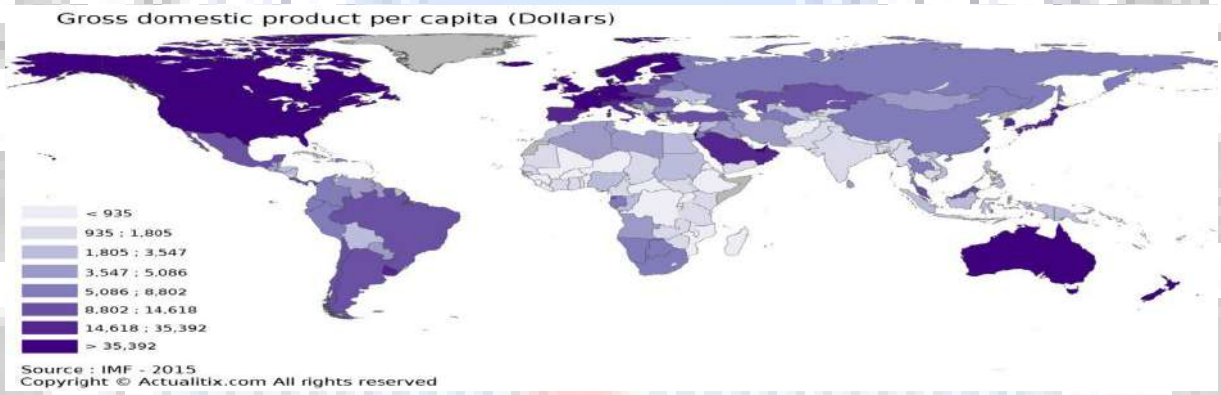 Gross domestic product per capita (Dollars)
< 935
935 ; 1,805
1,805 ; 3.547
3.547 ; 5.086
5,086 ; 8,802
8.802 ; 14,618
14,618 ; 35,392
> 35,392
Source : IMF - 2015
Copyright © Actualitix.com All rights reserved